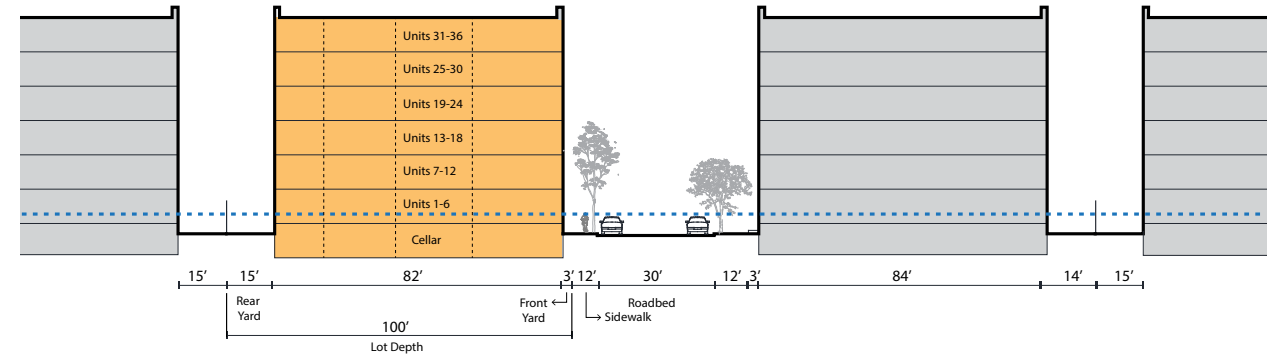 Units 31-36
Units 25-30
Units 19-24
Units 13-18
Units 7-12
Units 1-6
Cellar
15’ 15’ 82’ 3’ 12’ 30’ 12’ 3’ 84’ 14’ 15’
Rear
Yard
Front
Yard
Sidewalk
Roadbed
100’
Lot Depth